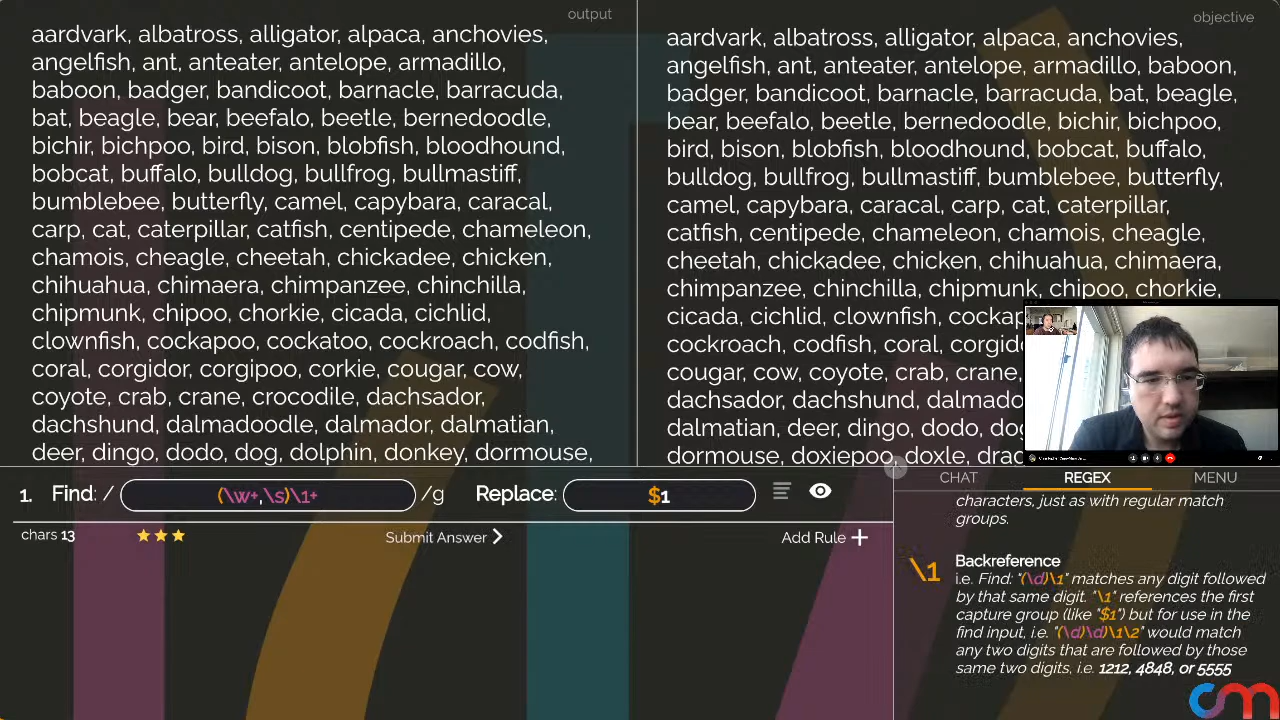 output
aardvark, albatross, alligator, alpaca, anchovies,
angelfish, ant, anteater, antelope, armadillo,
baboon, badger, bandicoot, barnacle, barracuda,
bat, beagle, bear, beefalo, beetle, bernedoodle,
bichir, bichpoo, bird, bison, blobfish, bloodhound,
bobcat, buffalo, bulldog, bullfrog, bullmastiff,
bumblebee, butterfly, camel, capybara, caracal,
carp, cat, caterpillar, catfish, centipede, chameleon,
chamois, cheagle, cheetah, chickadee, chicken,
chihuahua, chimaera, chimpanzee, chinchilla,
chipmunk, chipoo, chorkie, cicada, cichlid,
clownfish, cockapoo, cockatoo, cockroach, codfish,
coral, corgidor, corgipoo, corkie, cougar, cow,
coyote, crab, crane, crocodile, dachsador,
dachshund, dalmadoodle, dalmador, dalmatian,
deer, dingo, dodo, dog, dolphin, donkey, dormouse,
objective
aardvark, albatross, alligator, alpaca, anchovies,
angelfish, ant, anteater, antelope, armadillo, baboon,
badger, bandicoot, barnacle, barracuda, bat, beagle,
bear, beefalo, beetle, bernedoodle, bichir, bichpoo,
bird, bison, blobfish, bloodhound, bobcat, buffalo,
bulldog, bullfrog, bullmastiff, bumblebee, butterfly,
camel, capybara, caracal, carp, cat, caterpillar,
catfish, centipede, chameleon, chamois, cheagle,
cheetah, chickadee, chicken, chihuahua, chimaera,
chimpanzee, chinchilla, chipmunk, chipoo, chorkie,
cicada, cichlid, clownfish, cockap
cockroach, codfish, coral, corgido
cougar, cow, coyote, crab, crane,
dachsador, dachshund, dalmado
dalmatian, deer, dingo, dodo, dog
dormouse, doxiepoo, doxle, drag
1. Find: / (\w+,\s)\1+ /g Replace: $1
chars 13
Submit Answer
Add Rule +
CHAT REGEX MENU
characters, just as with regular match
groups.
\1
Backreference
i.e. Find: "(\d)\1" matches any digit followed
by that same digit. "\1" references the first
capture group (like "$1") but for use in the
find input, i.e. "(\d)\d)\1\2" would match
any two digits that are followed by those
same two digits, i.e. 1212, 4848, or 5555
cm